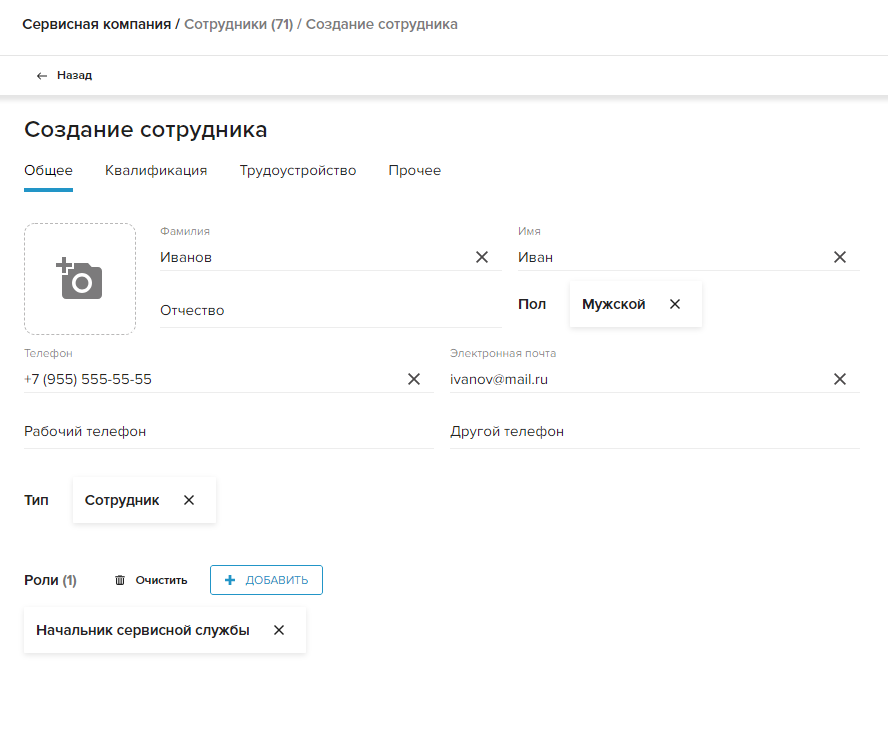 Сервисная компания / Сотрудники (71) / Создание сотрудника
Назад
Создание сотрудника
Общее Квалификация Трудоустройство Прочее
Фамилия Имя
Иванов Иван
Отчество Пол Мужской
Телефон Электронная почта
+7 (955) 555-55-55 ivanov@mail.ru
Рабочий телефон Другой телефон
Тип Сотрудник
Роли (1) Очистить ДОБАВИТЬ
Начальник сервисной службы